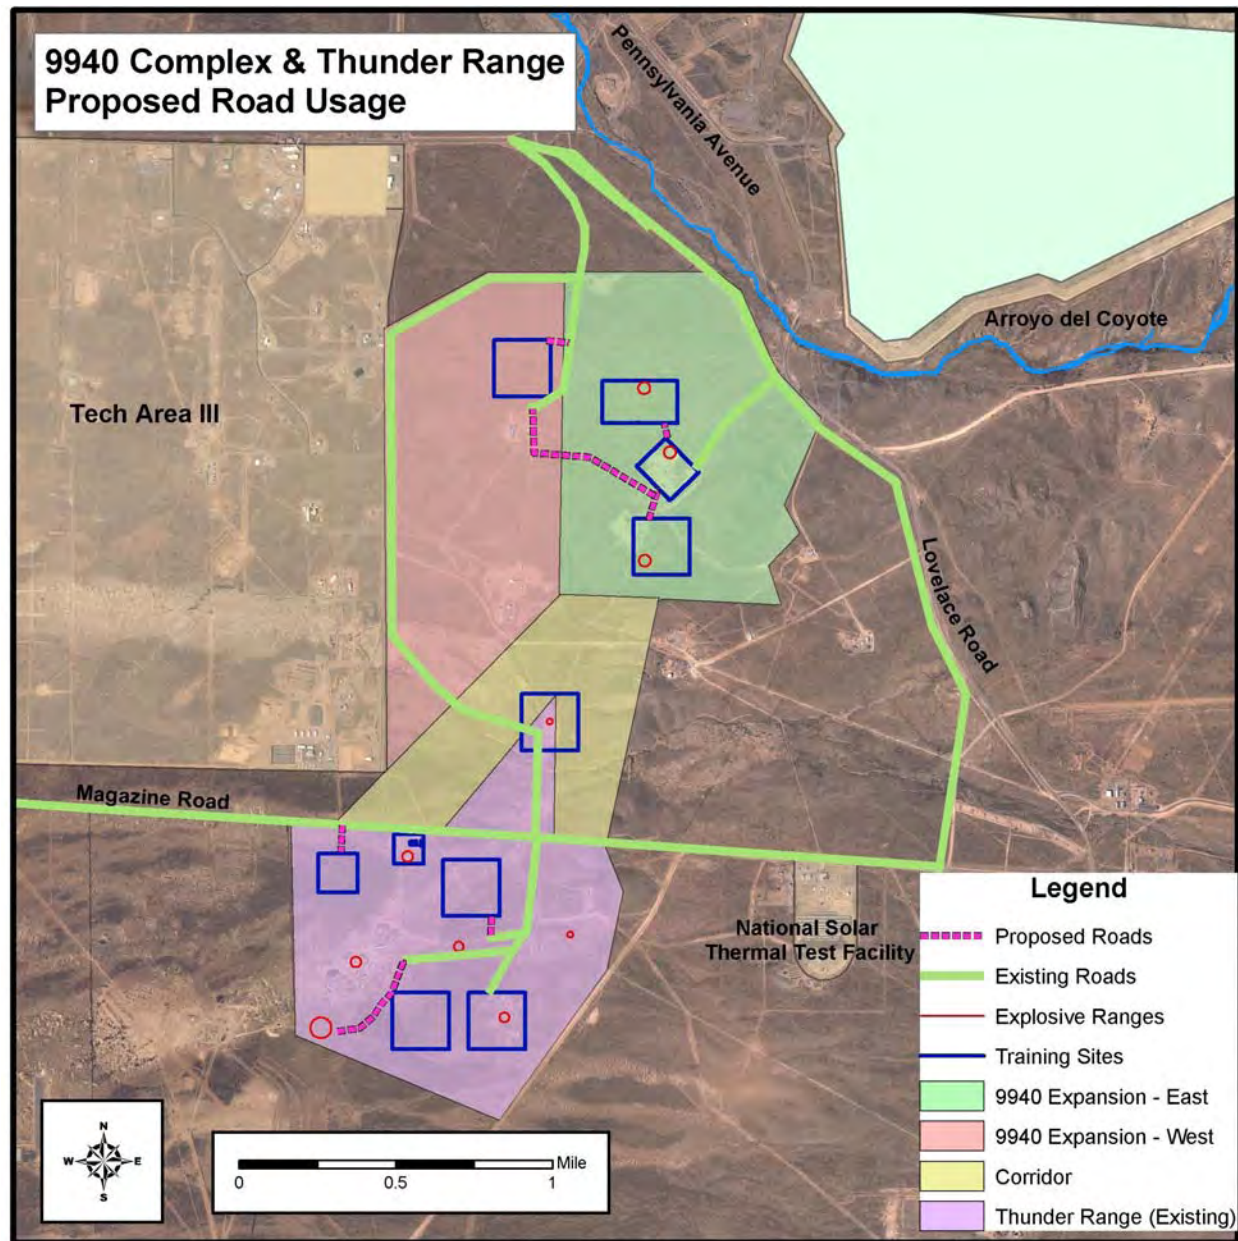 9940 Complex & Thunder Range
Proposed Road Usage
Pennsylvania Avenue
Arroyo del Coyote
Tech Area III
Lovelace Road
Magazine Road
National Solar
Thermal Test Facility
Legend
Proposed Roads
Existing Roads
Explosive Ranges
Training Sites
9940 Expansion - East
9940 Expansion - West
Corridor
Thunder Range (Existing)
N
W E
S
Mile
0 0.5 1